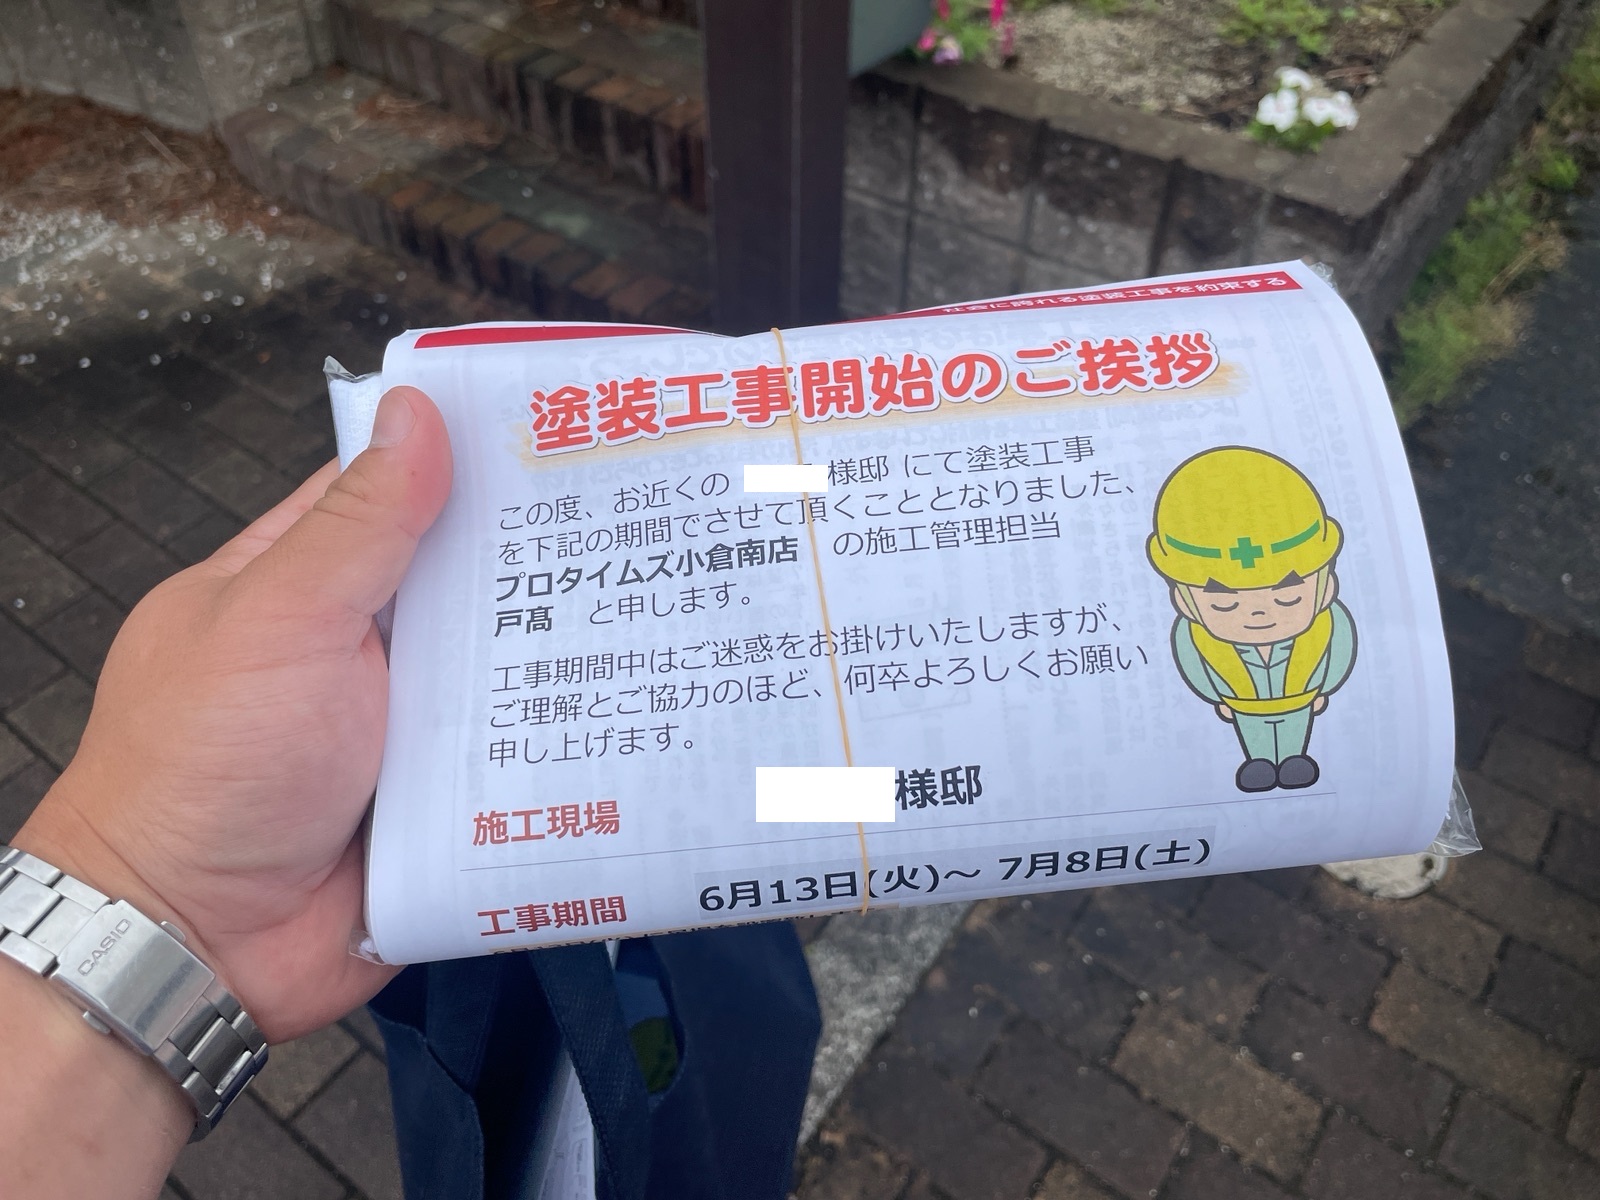 社会に誇れる塗装工事を約束する
塗装工事開始のご挨拶
この度、お近くの 様邸 にて塗装工事
を下記の期間でさせて頂くこととなりました、
プロタイムズ小倉南店 の施工管理担当
戸髙 と申します。
工事期間中はご迷惑をお掛けいたしますが、
ご理解とご協力のほど、何卒よろしくお願い
申し上げます。
施工現場 様邸
工事期間 6月13日(火)～ 7月8日(土)
CASIO